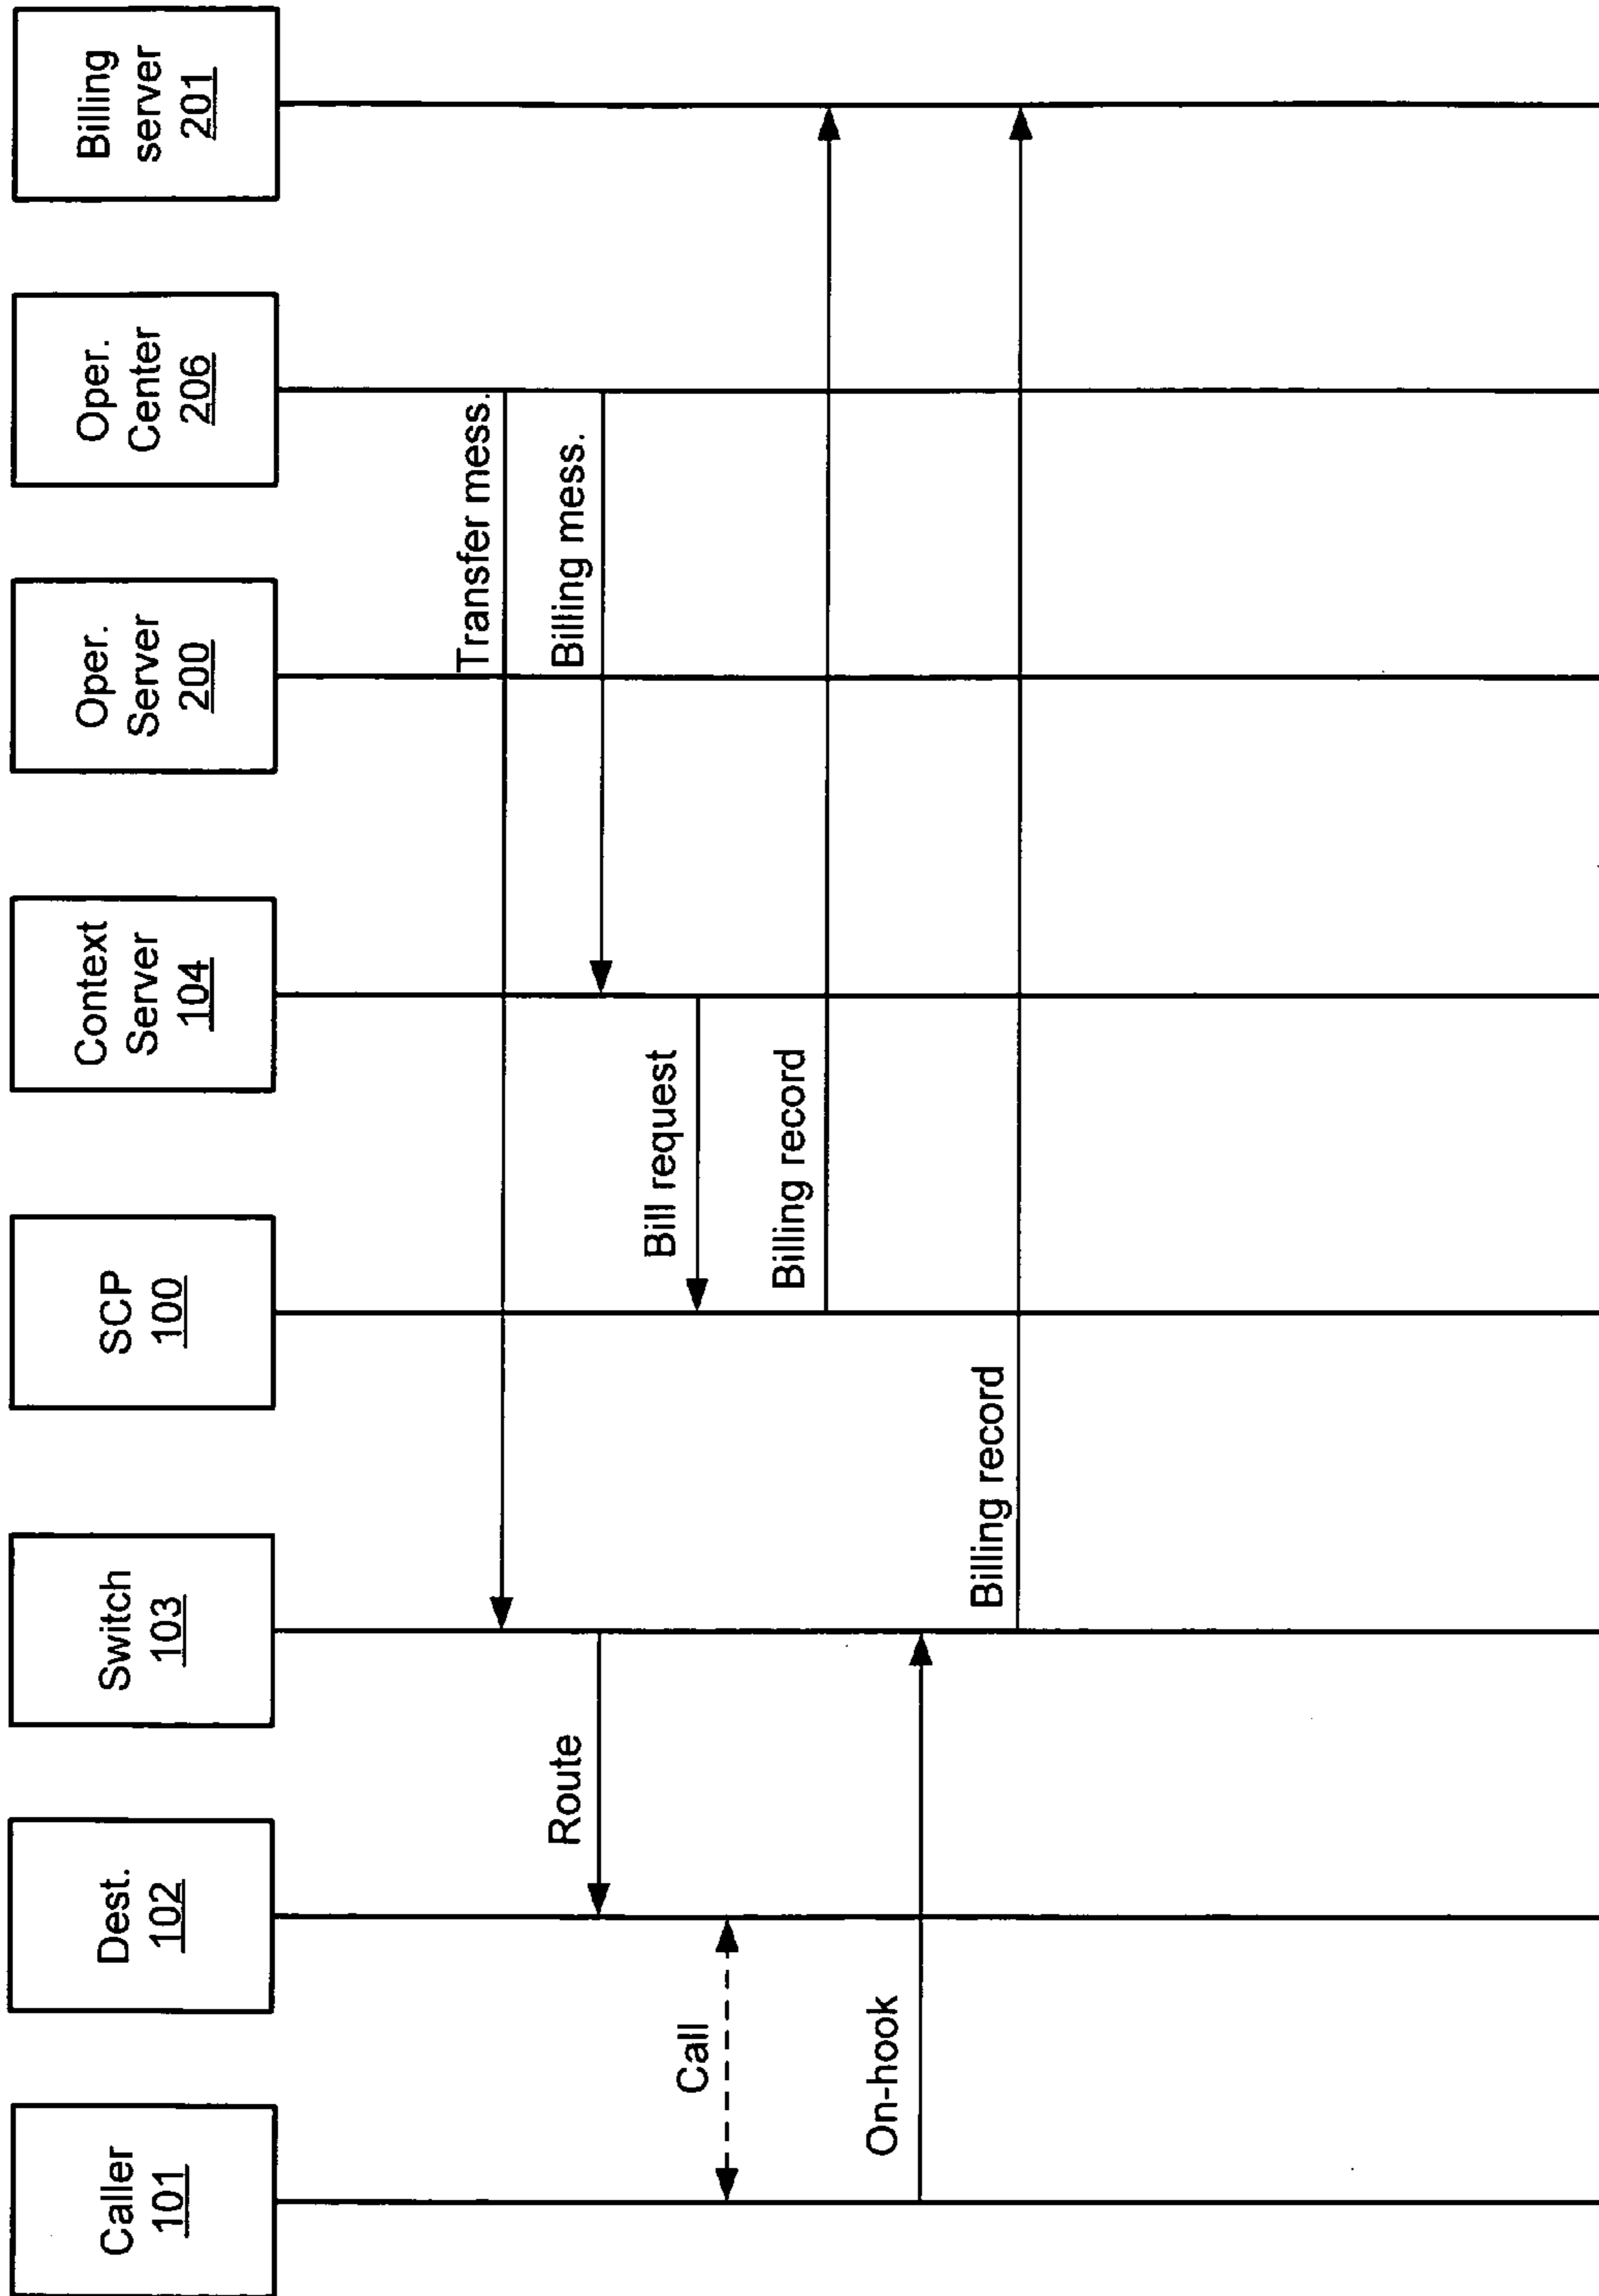 Caller
101
Dest.
102
Switch
103
SCP
100
Context
Server
104
Oper.
Server
200
Oper.
Center
206
Billing
server
201
Transfer mess.
Route
Billing mess.
Call
Bill request
Billing record
On-hook
Billing record